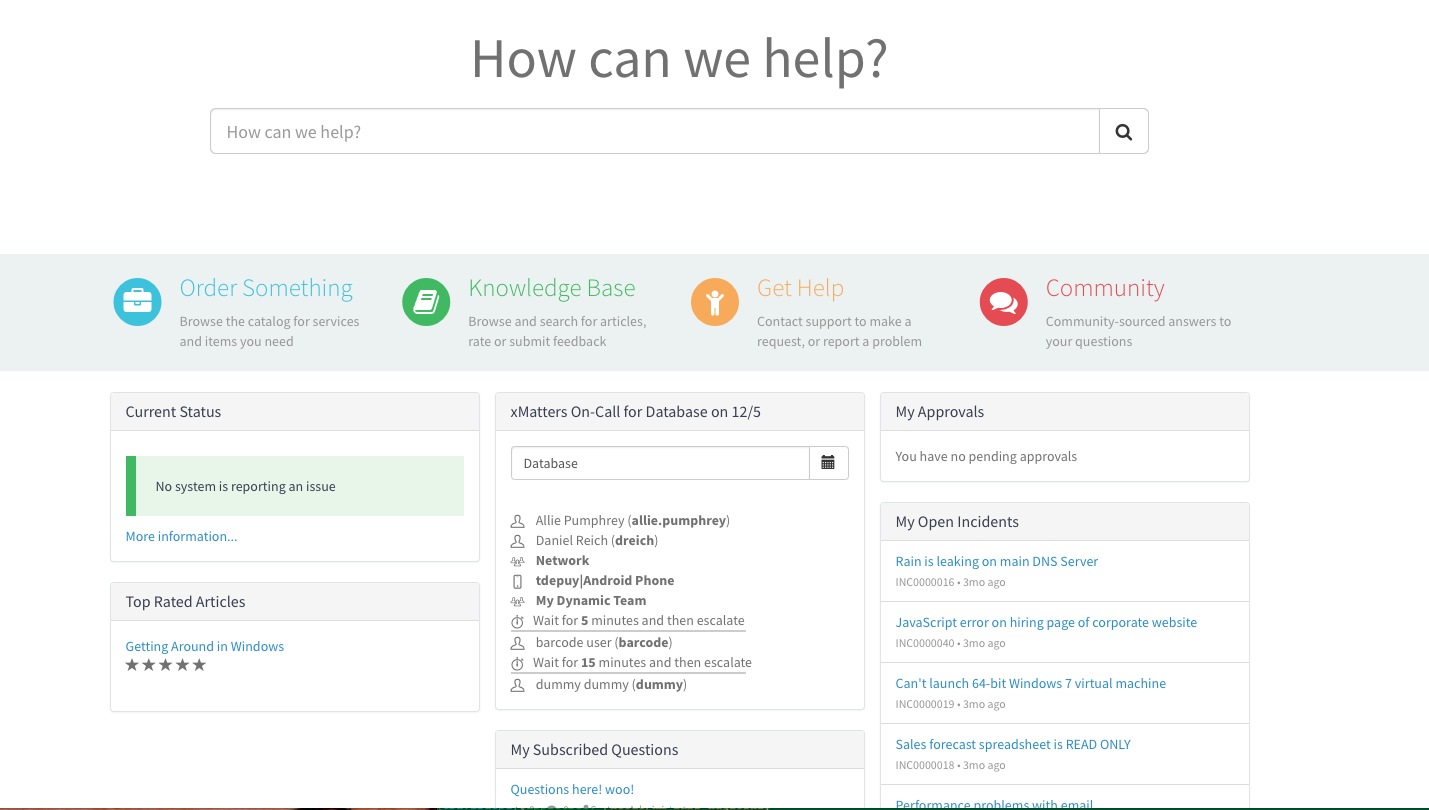 How can we help?
How can we help?
Order Something
Browse the catalog for services
and items you need
Knowledge Base
Browse and search for articles,
rate or submit feedback
Get Help
Contact support to make a
request, or report a problem
Community
Community-sourced answers to
your questions
Current Status
No system is reporting an issue
More information...
Top Rated Articles
Getting Around in Windows
xMatters On-Call for Database on 12/5
Database
Allie Pumphrey (allie.pumphrey)
Daniel Reich (dreich)
Network
tdepuy|Android Phone
My Dynamic Team
Wait for 5 minutes and then escalate
barcode user (barcode)
Wait for 15 minutes and then escalate
dummy dummy (dummy)
My Subscribed Questions
Questions here! woo!
My Approvals
You have no pending approvals
My Open Incidents
Rain is leaking on main DNS Server
INC0000016 • 3mo ago
JavaScript error on hiring page of corporate website
INC0000040 • 3mo ago
Can't launch 64-bit Windows 7 virtual machine
INC0000019 • 3mo ago
Sales forecast spreadsheet is READ ONLY
INC0000018 • 3mo ago
Performance problems with email